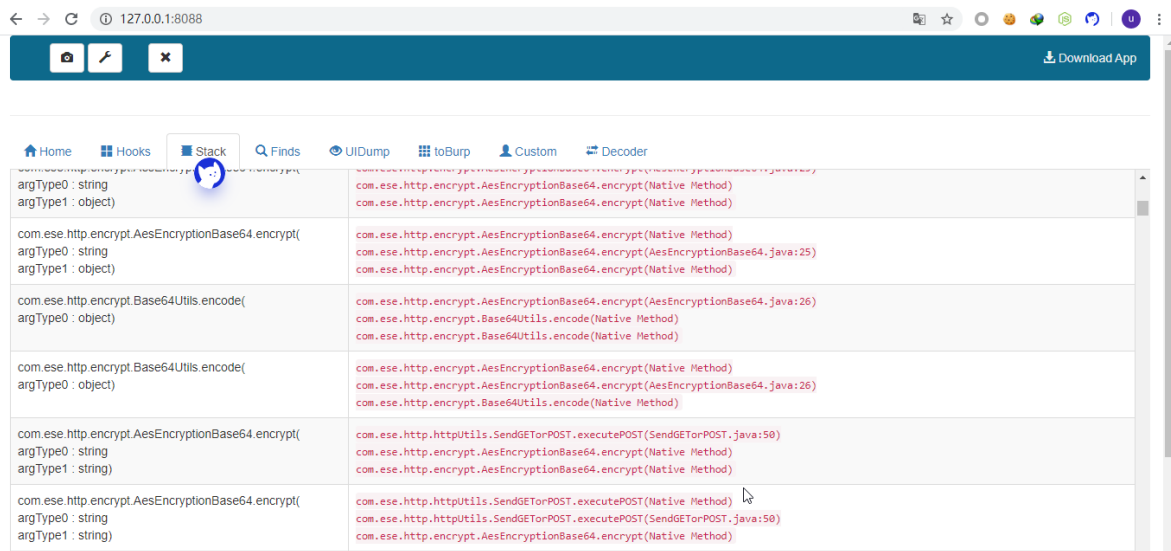 127.0.0.1:8088
u
Download App
Home
Hooks
Stack
Finds
UIDump
toBurp
Custom
Decoder
argType0 : string
argType1 : object)
com.ese.http.encrypt.AesEncryptionBase64.encrypt(Native Method)
com.ese.http.encrypt.AesEncryptionBase64.encrypt(Native Method)
com.ese.http.encrypt.AesEncryptionBase64.encrypt(
argType0 : string
argType1 : object)
com.ese.http.encrypt.AesEncryptionBase64.encrypt(Native Method)
com.ese.http.encrypt.AesEncryptionBase64.encrypt(AesEncryptionBase64.java:25)
com.ese.http.encrypt.AesEncryptionBase64.encrypt(Native Method)
com.ese.http.encrypt.Base64Utils.encode(
argType0 : object)
com.ese.http.encrypt.AesEncryptionBase64.encrypt(AesEncryptionBase64.java:26)
com.ese.http.encrypt.Base64Utils.encode(Native Method)
com.ese.http.encrypt.Base64Utils.encode(Native Method)
com.ese.http.encrypt.Base64Utils.encode(
argType0 : object)
com.ese.http.encrypt.AesEncryptionBase64.encrypt(Native Method)
com.ese.http.encrypt.AesEncryptionBase64.encrypt(AesEncryptionBase64.java:26)
com.ese.http.encrypt.Base64Utils.encode(Native Method)
com.ese.http.encrypt.AesEncryptionBase64.encrypt(
argType0 : string
argType1 : string)
com.ese.http.httpUtils.SendGETorPOST.executePOST(SendGETorPOST.java:50)
com.ese.http.encrypt.AesEncryptionBase64.encrypt(Native Method)
com.ese.http.encrypt.AesEncryptionBase64.encrypt(Native Method)
com.ese.http.encrypt.AesEncryptionBase64.encrypt(
argType0 : string
argType1 : string)
com.ese.http.httpUtils.SendGETorPOST.executePOST(Native Method)
com.ese.http.httpUtils.SendGETorPOST.executePOST(SendGETorPOST.java:50)
com.ese.http.encrypt.AesEncryptionBase64.encrypt(Native Method)